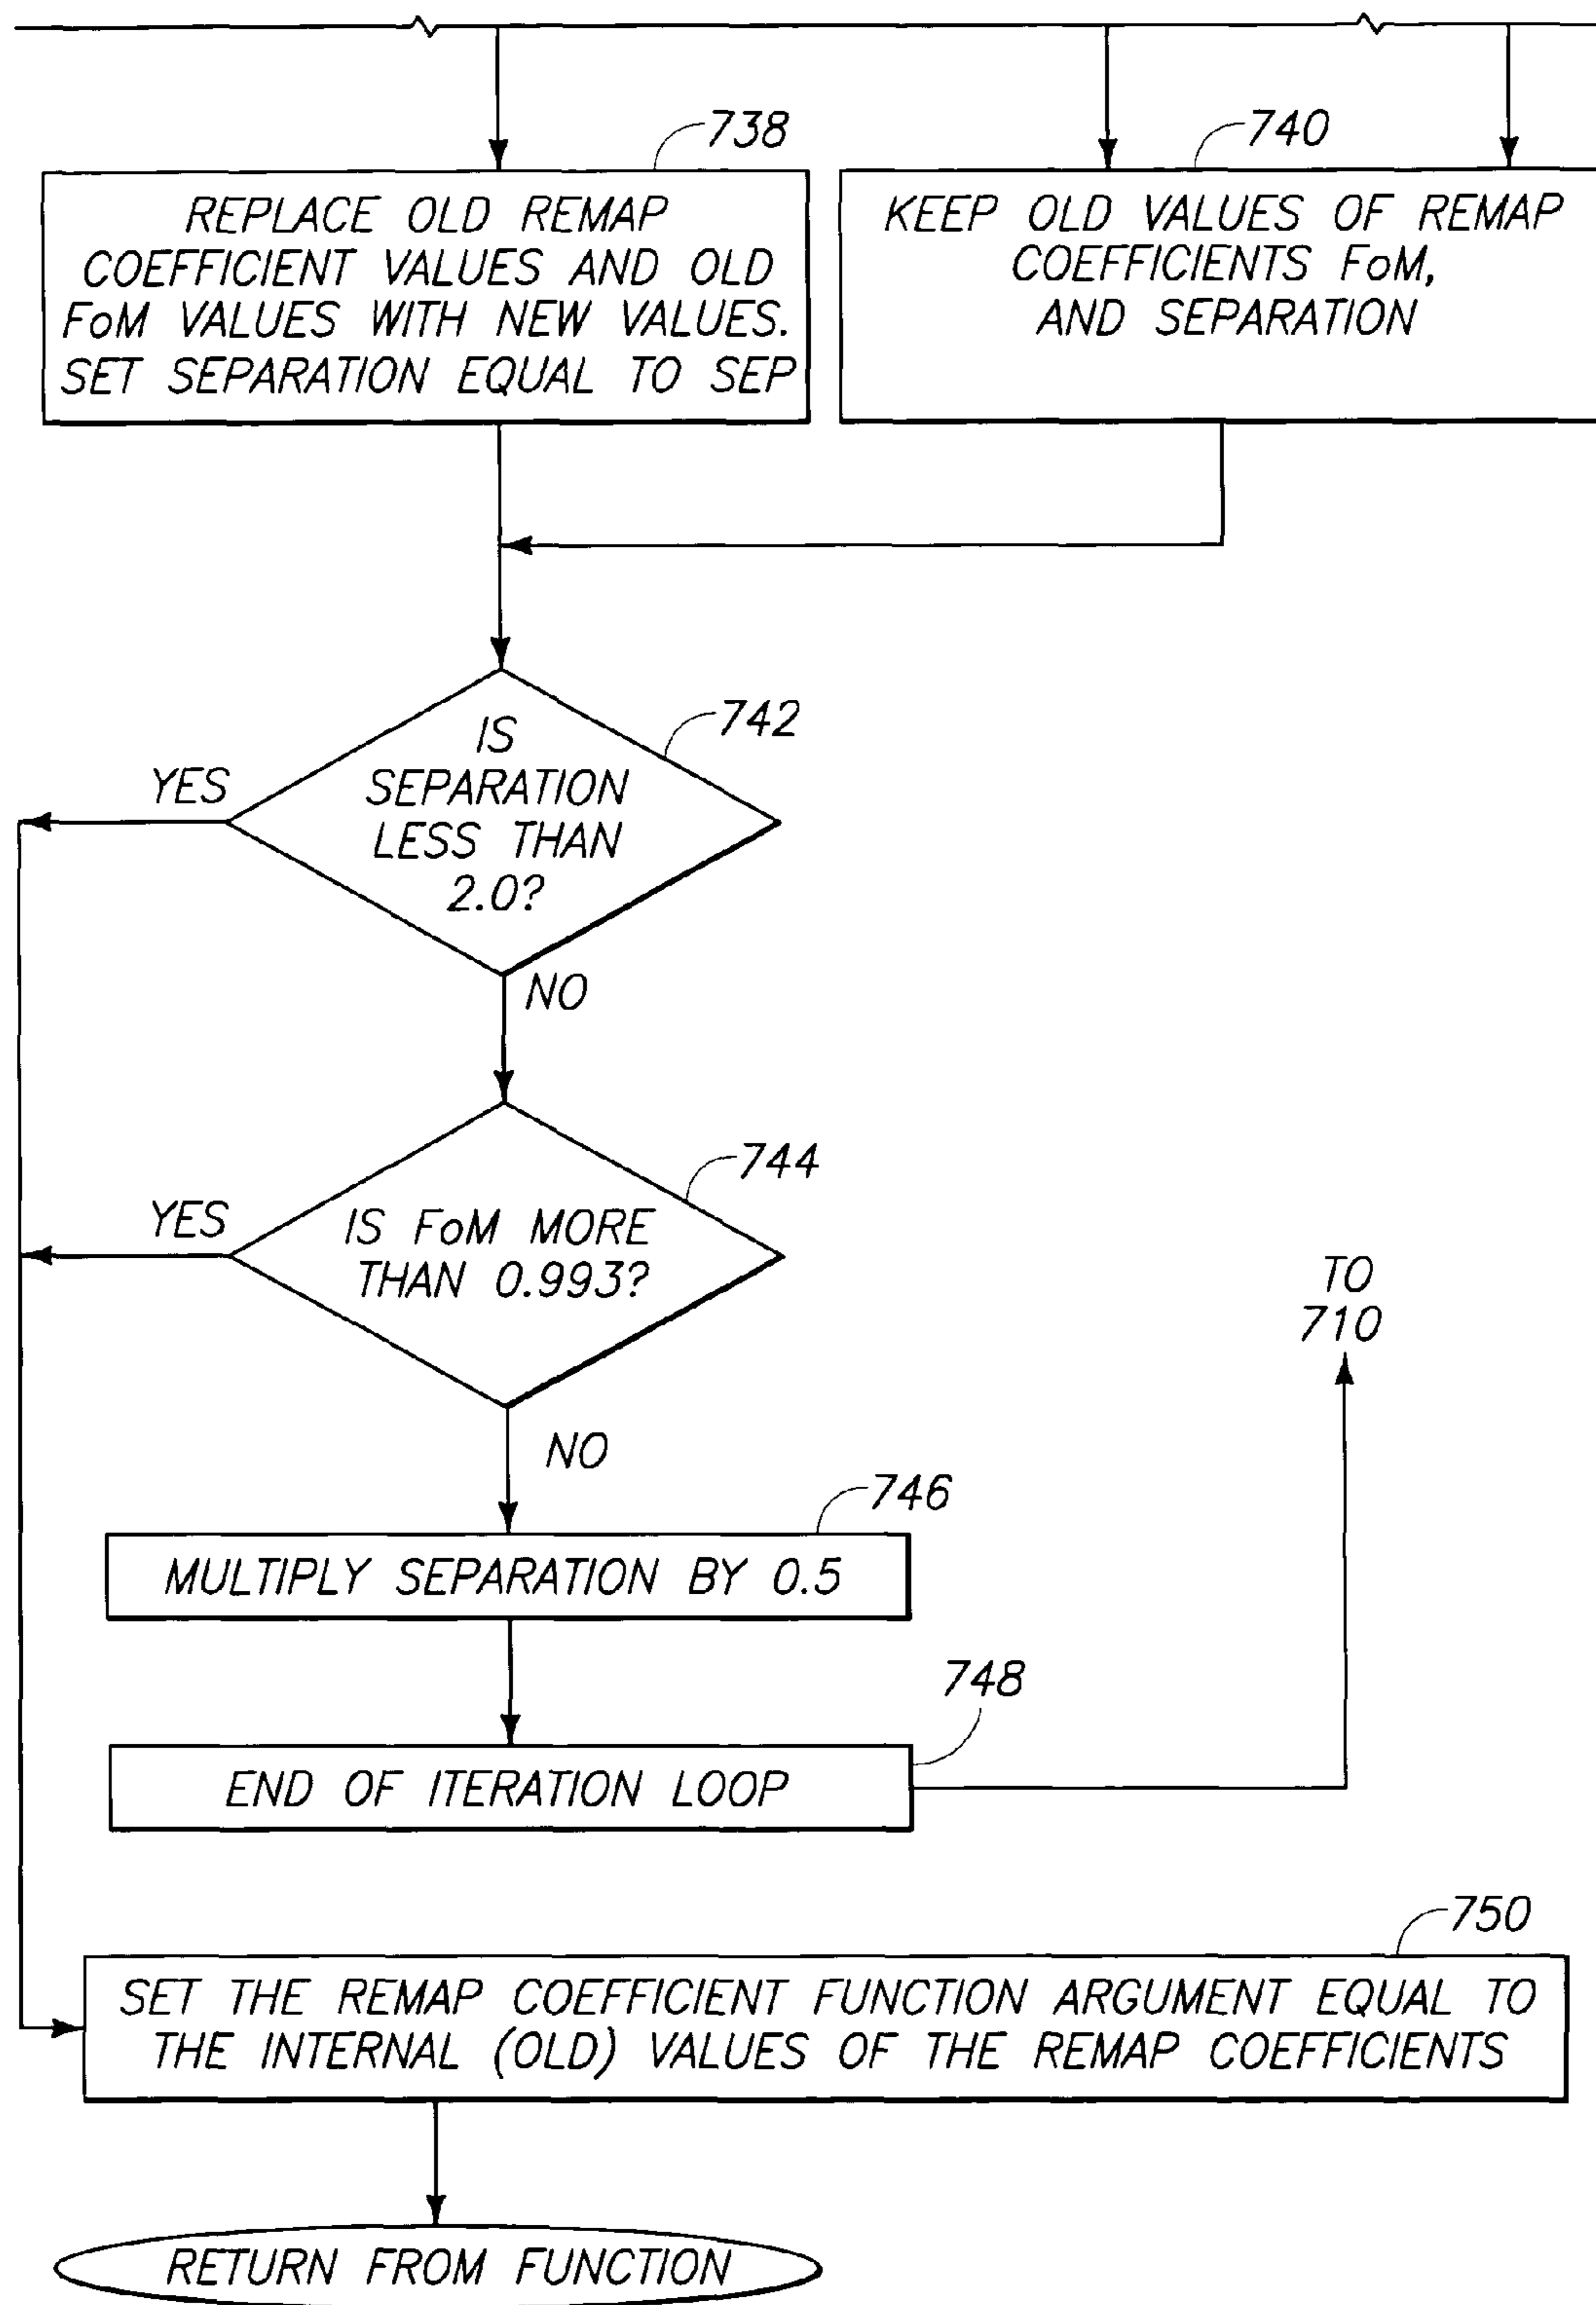 738
REPLACE OLD REMAP
COEFFICIENT VALUES AND OLD
FoM VALUES WITH NEW VALUES.
SET SEPARATION EQUAL TO SEP
740
KEEP OLD VALUES OF REMAP
COEFFICIENTS FoM,
AND SEPARATION
742
IS
SEPARATION
LESS THAN
2.0?
YES
NO
744
IS FoM MORE
THAN 0.993?
YES
NO
TO
710
746
MULTIPLY SEPARATION BY 0.5
748
END OF ITERATION LOOP
750
SET THE REMAP COEFFICIENT FUNCTION ARGUMENT EQUAL TO
THE INTERNAL (OLD) VALUES OF THE REMAP COEFFICIENTS
RETURN FROM FUNCTION